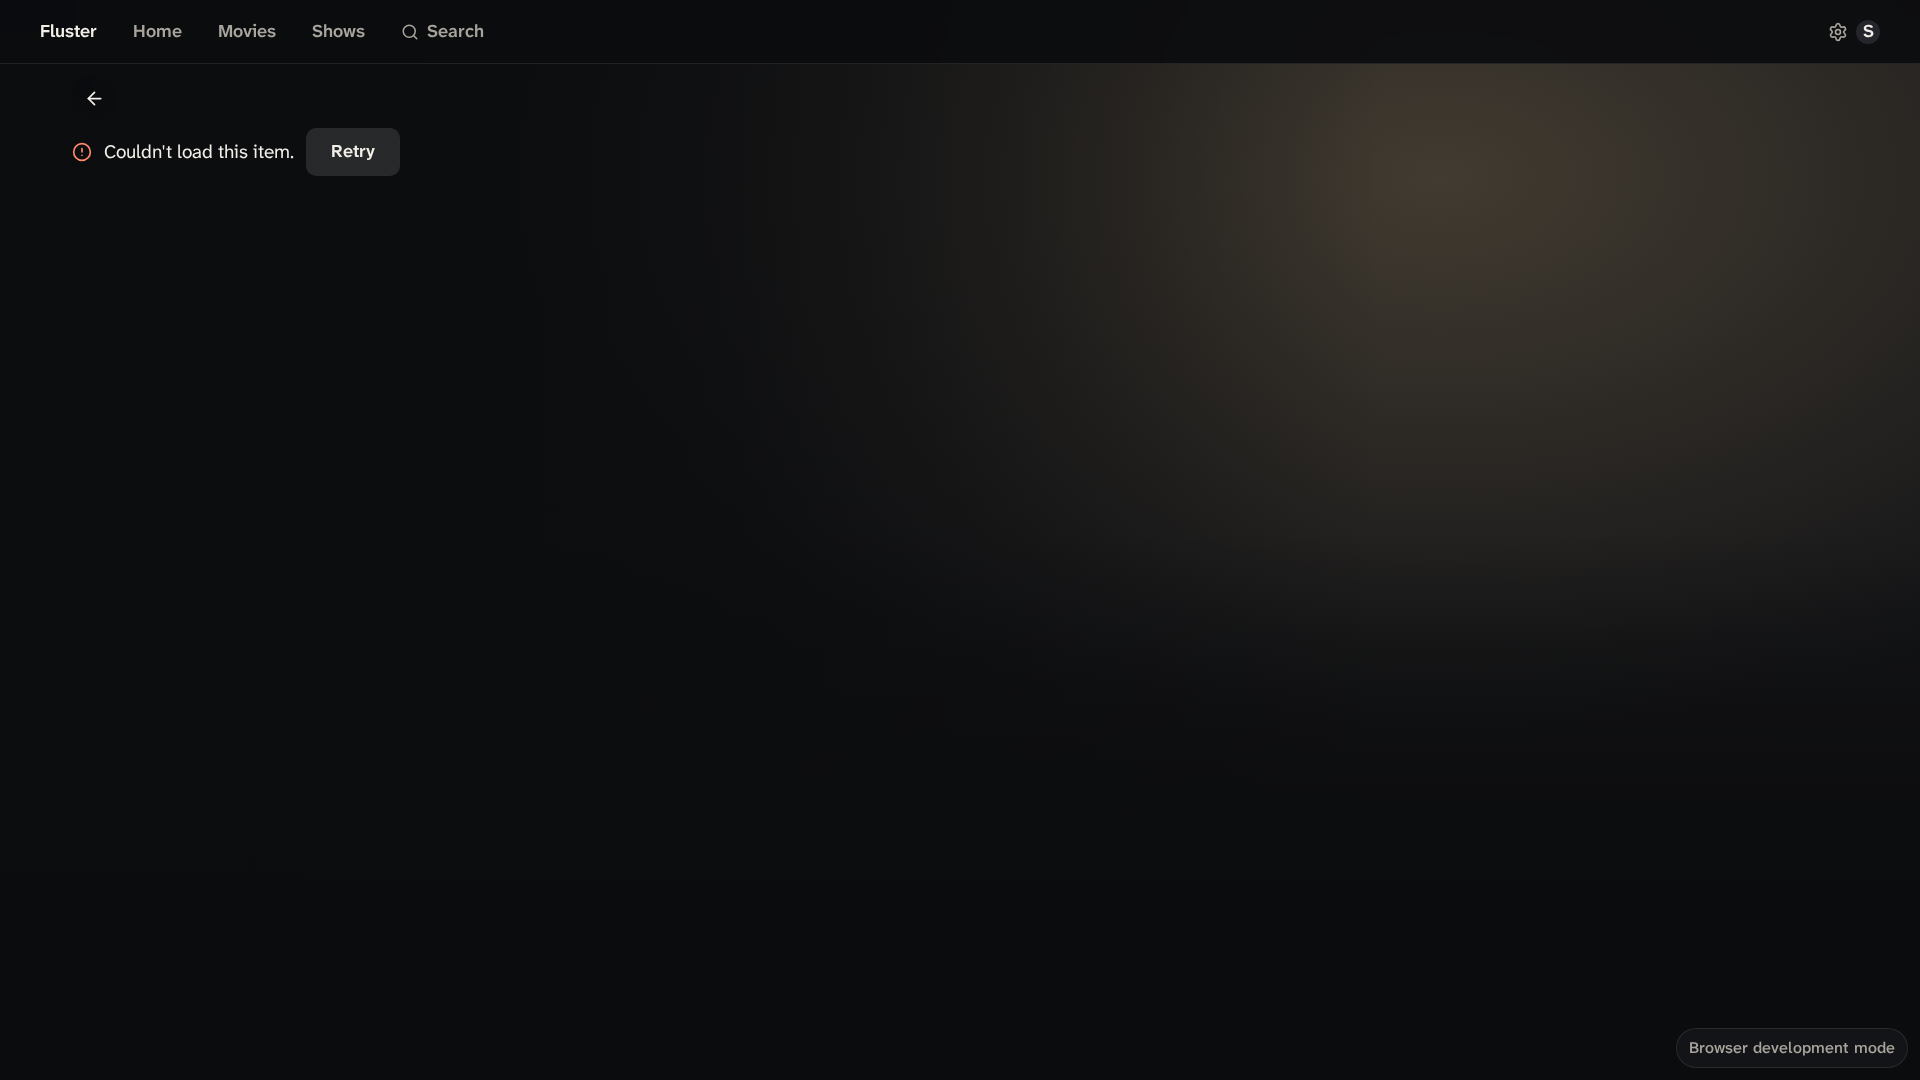 Fluster Home Movies Shows Search S
Couldn't load this item. Retry
Browser development mode